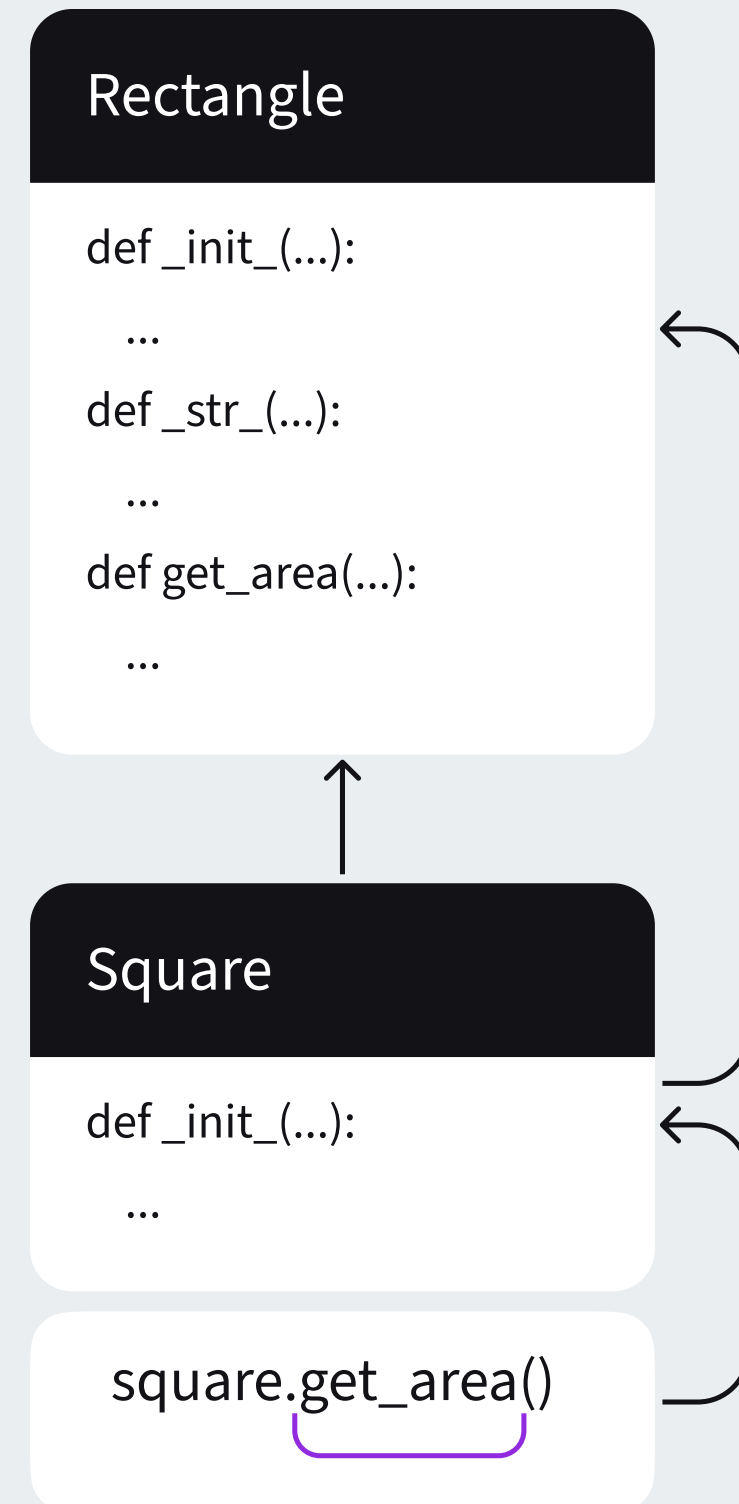 Rectangle
def _init_(...):
...
def _str_(...):
...
def get_area(...):
...
Square
def _init_(...):
...
square.get_area()